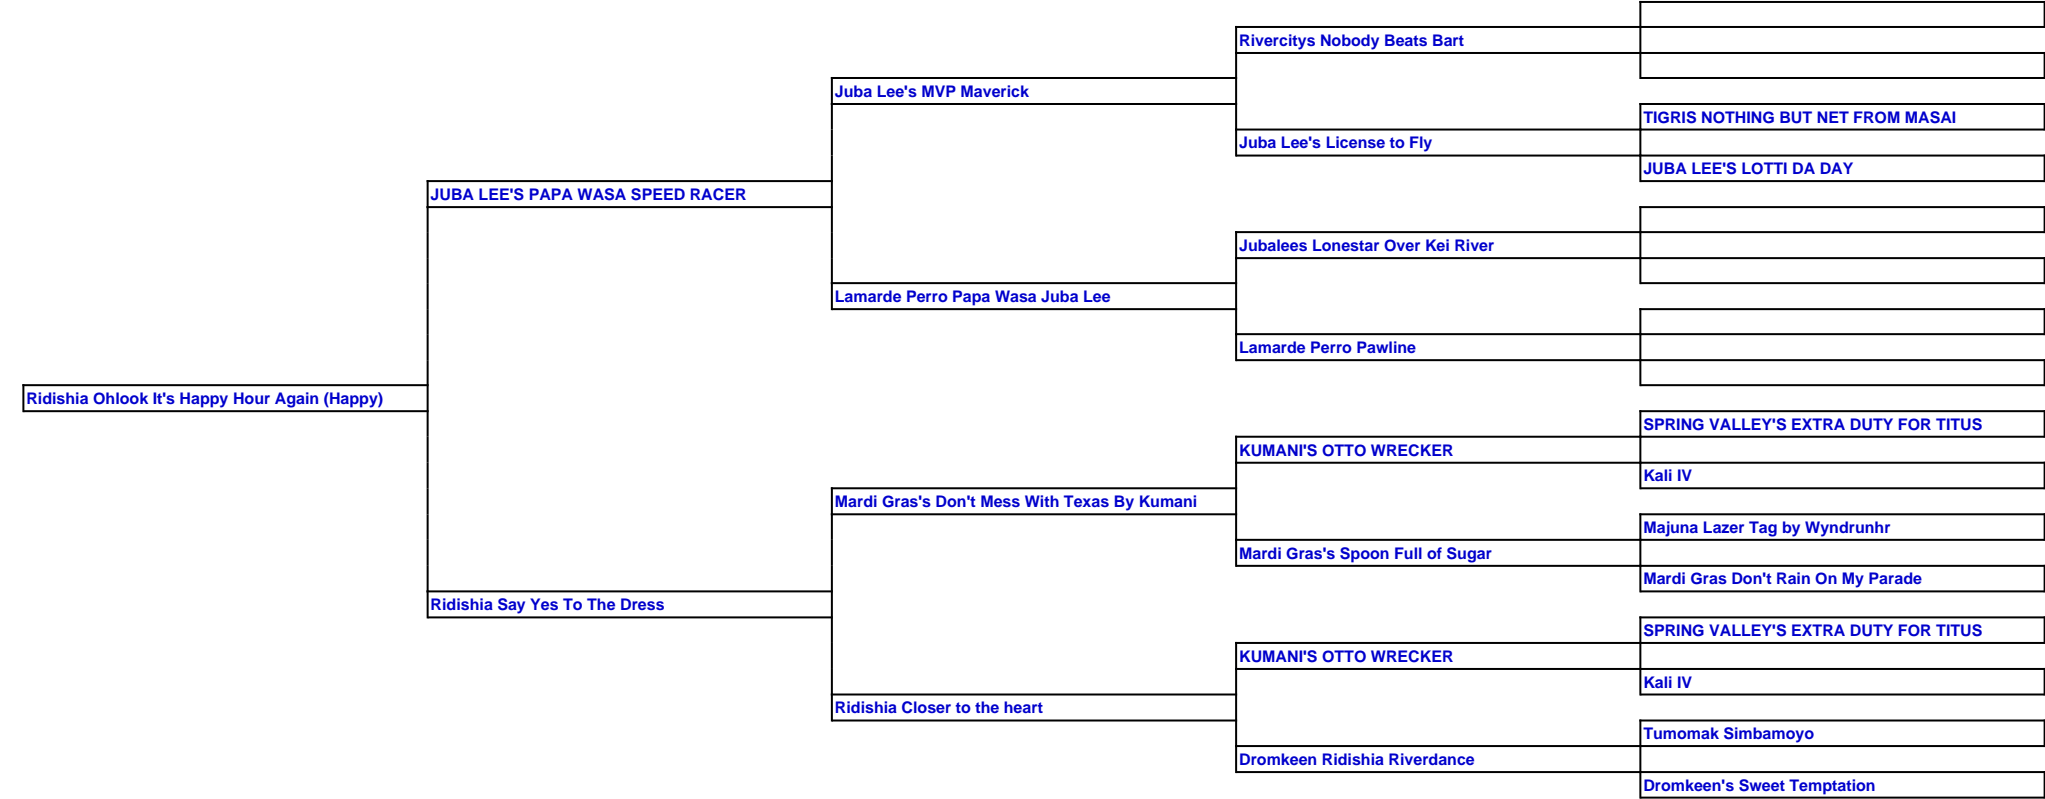 Rivercitys Nobody Beats Bart
Juba Lee's MVP Maverick
TIGRIS NOTHING BUT NET FROM MASAI
Juba Lee's License to Fly
JUBA LEE'S LOTTI DA DAY
JUBA LEE'S PAPA WASA SPEED RACER
Jubalees Lonestar Over Kei River
Lamarde Perro Papa Wasa Juba Lee
Lamarde Perro Pawline
Ridishia Ohlook It's Happy Hour Again (Happy)
SPRING VALLEY'S EXTRA DUTY FOR TITUS
KUMANI'S OTTO WRECKER
Kali IV
Mardi Gras's Don't Mess With Texas By Kumani
Majuna Lazer Tag by Wyndrunhr
Mardi Gras's Spoon Full of Sugar
Mardi Gras Don't Rain On My Parade
Ridishia Say Yes To The Dress
SPRING VALLEY'S EXTRA DUTY FOR TITUS
KUMANI'S OTTO WRECKER
Kali IV
Ridishia Closer to the heart
Tumomak Simbamoyo
Dromkeen Ridishia Riverdance
Dromkeen's Sweet Temptation